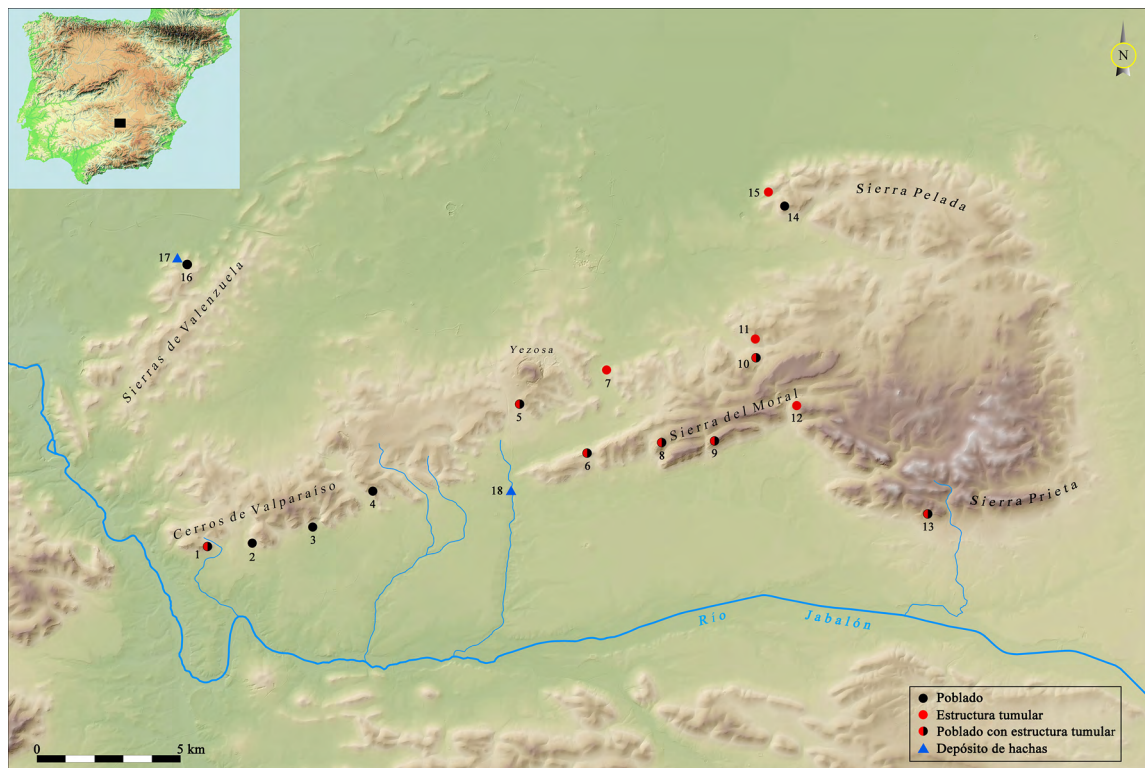 N
Sierra Pelada
15
14
17
16
Sierras de Valenzuela
11
10
Yezosa
7
5
12
Sierra del Moral
8
9
6
18
4
Cerros de Valparaíso
3
2
1
Sierra Prieta
13
Río Jabalón
0 5 km
Poblado
Estructura tumular
Poblado con estructura tumular
Depósito de hachas